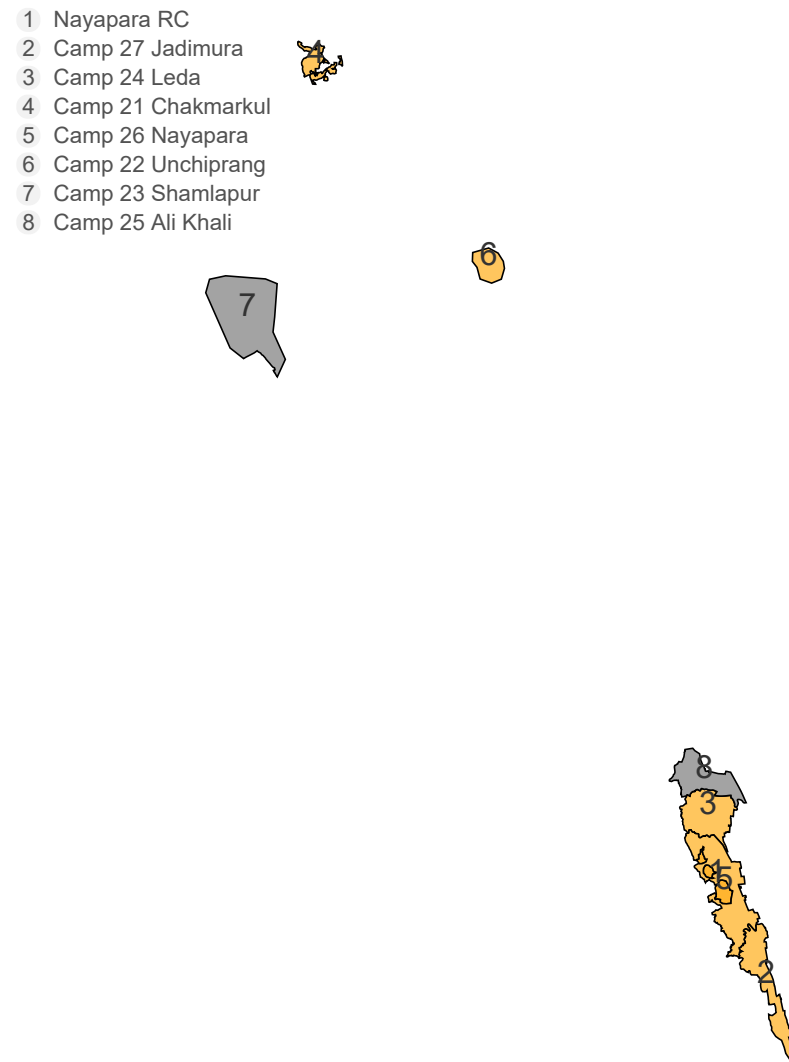 1 Nayapara RC
2 Camp 27 Jadimura
3 Camp 24 Leda
4 Camp 21 Chakmarkul
5 Camp 26 Nayapara
6 Camp 22 Unchiprang
7 Camp 23 Shamlapur
8 Camp 25 Ali Khali
4
6
7
8
3
1
5
2